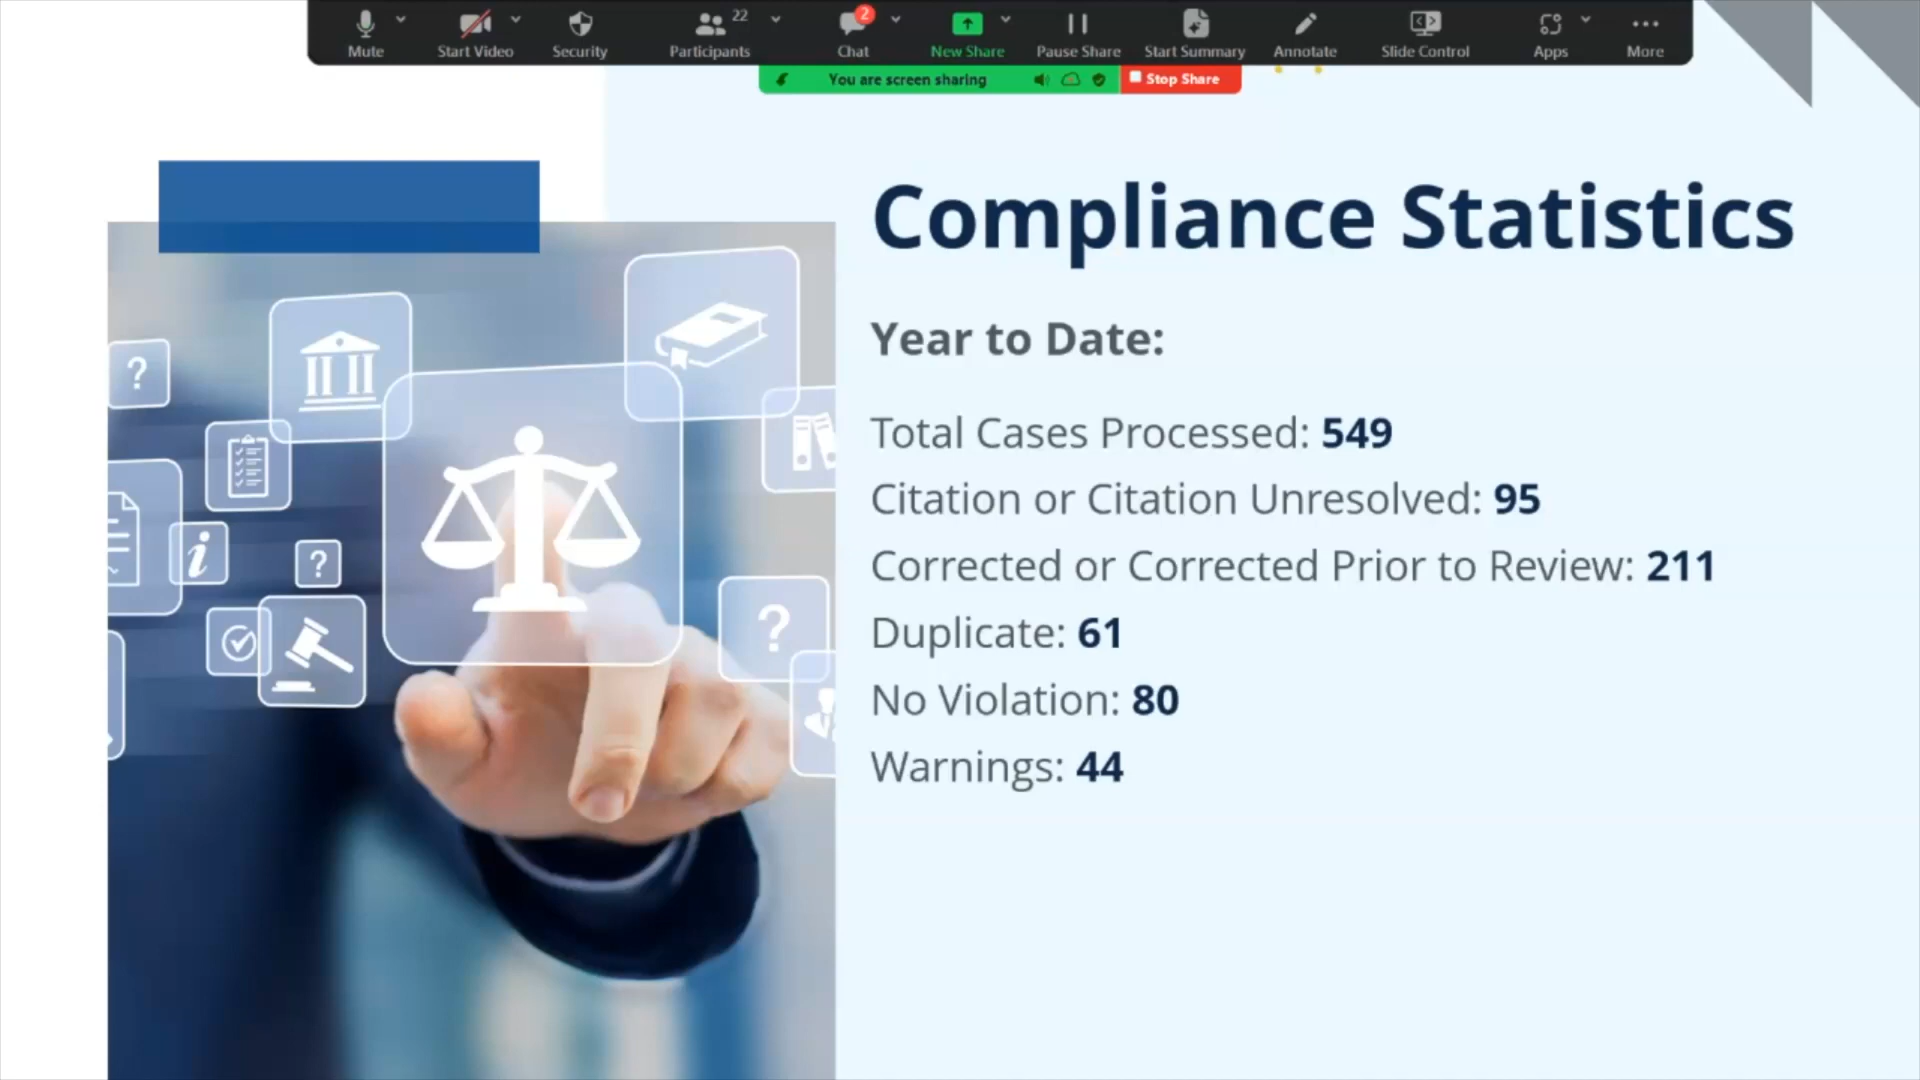 Mute
Start Video
Security
Participants
22
Chat
2
New Share
Pause Share
Start Summary
Annotate
Slide Control
Apps
More
You are screen sharing
Stop Share
Compliance Statistics
Year to Date:
Total Cases Processed: 549
Citation or Citation Unresolved: 95
Corrected or Corrected Prior to Review: 211
Duplicate: 61
No Violation: 80
Warnings: 44
?
i
?
?